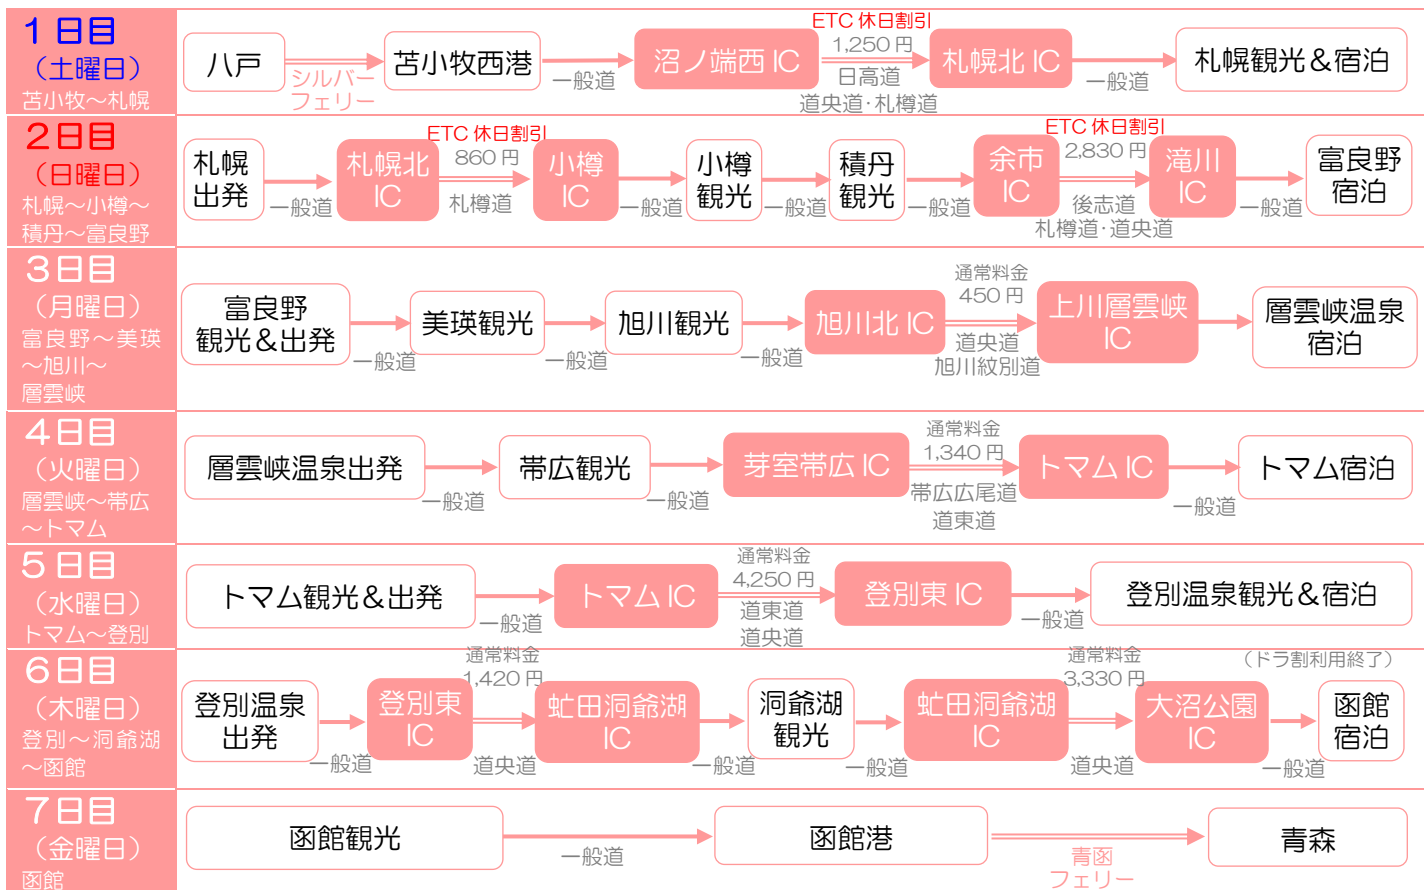 1日目
（土曜日）
苫小牧～札幌
八戸
シルバー
フェリー
苫小牧西港
一般道
沼ノ端西 IC
ETC 休日割引
1,250 円
日高道
道央道・札樽道
札幌北 IC
一般道
札幌観光＆宿泊
2日目
（日曜日）
札幌～小樽～
積丹～富良野
札幌
出発
一般道
札幌北
IC
ETC 休日割引
860 円
札樽道
小樽
IC
一般道
小樽
観光
一般道
積丹
観光
一般道
余市
IC
ETC 休日割引
2,830 円
後志道
札樽道・道央道
滝川
IC
一般道
富良野
宿泊
3日目
（月曜日）
富良野～美瑛
～旭川～
層雲峡
富良野
観光＆出発
一般道
美瑛観光
一般道
旭川観光
一般道
旭川北 IC
通常料金
450 円
道央道
旭川紋別道
上川層雲峡
IC
層雲峡温泉
宿泊
4日目
（火曜日）
層雲峡～帯広
～トマム
層雲峡温泉出発
一般道
帯広観光
一般道
芽室帯広 IC
通常料金
1,340 円
帯広広尾道
道東道
トマム IC
一般道
トマム宿泊
5日目
（水曜日）
トマム～登別
トマム観光＆出発
一般道
トマム IC
通常料金
4,250 円
道東道
道央道
登別東 IC
一般道
登別温泉観光＆宿泊
6日目
（木曜日）
登別～洞爺湖
～函館
登別温泉
出発
一般道
登別東
IC
通常料金
1,420 円
道央道
虻田洞爺湖
IC
一般道
洞爺湖
観光
一般道
虻田洞爺湖
IC
通常料金
3,330 円
道央道
大沼公園
IC
一般道
（ドラ割利用終了）
函館
宿泊
7日目
（金曜日）
函館
函館観光
一般道
函館港
青函
フェリー
青森